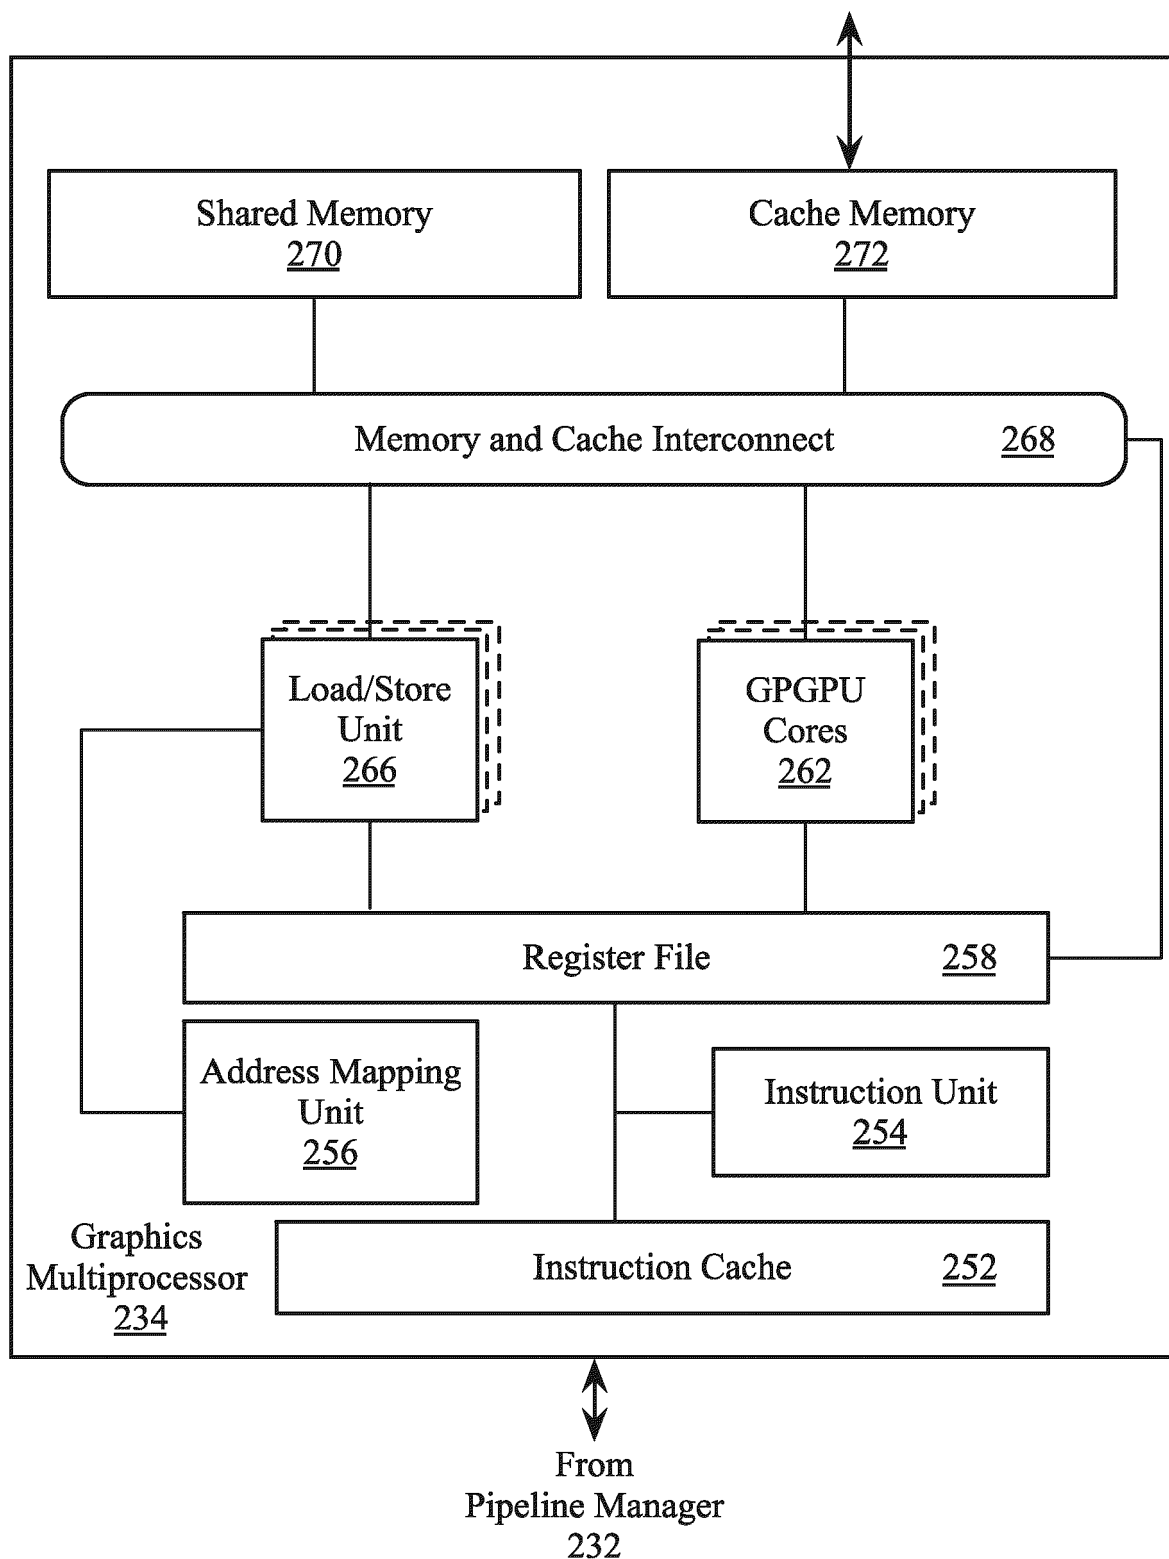 Shared Memory
270
Cache Memory
272
Memory and Cache Interconnect 268
Load/Store
Unit
266
GPGPU
Cores
262
Register File 258
Address Mapping
Unit
256
Instruction Unit
254
Graphics
Multiprocessor
234
Instruction Cache 252
From
Pipeline Manager
232